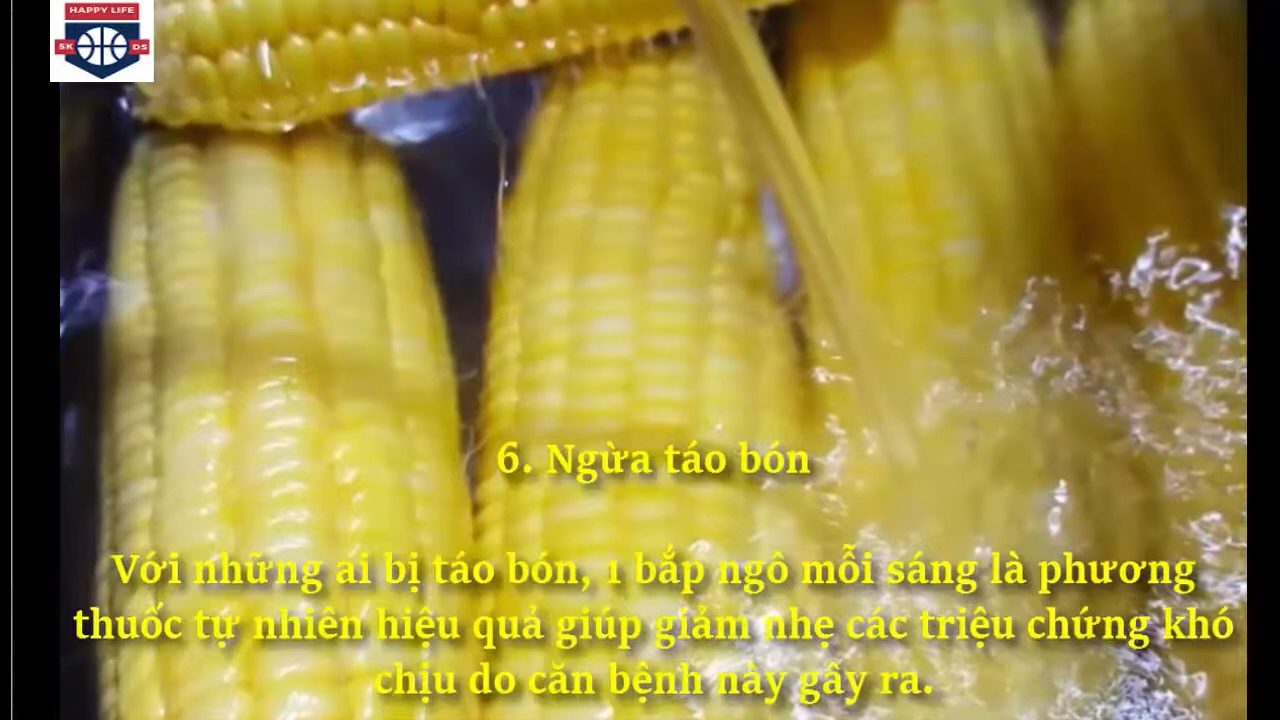 HAPPY LIFE
SK DS
6. Ngừa táo bón
Với những ai bị táo bón, 1 bắp ngô mỗi sáng là phương
thuốc tự nhiên hiệu quả giúp giảm nhẹ các triệu chứng khó
chịu do căn bệnh này gây ra.